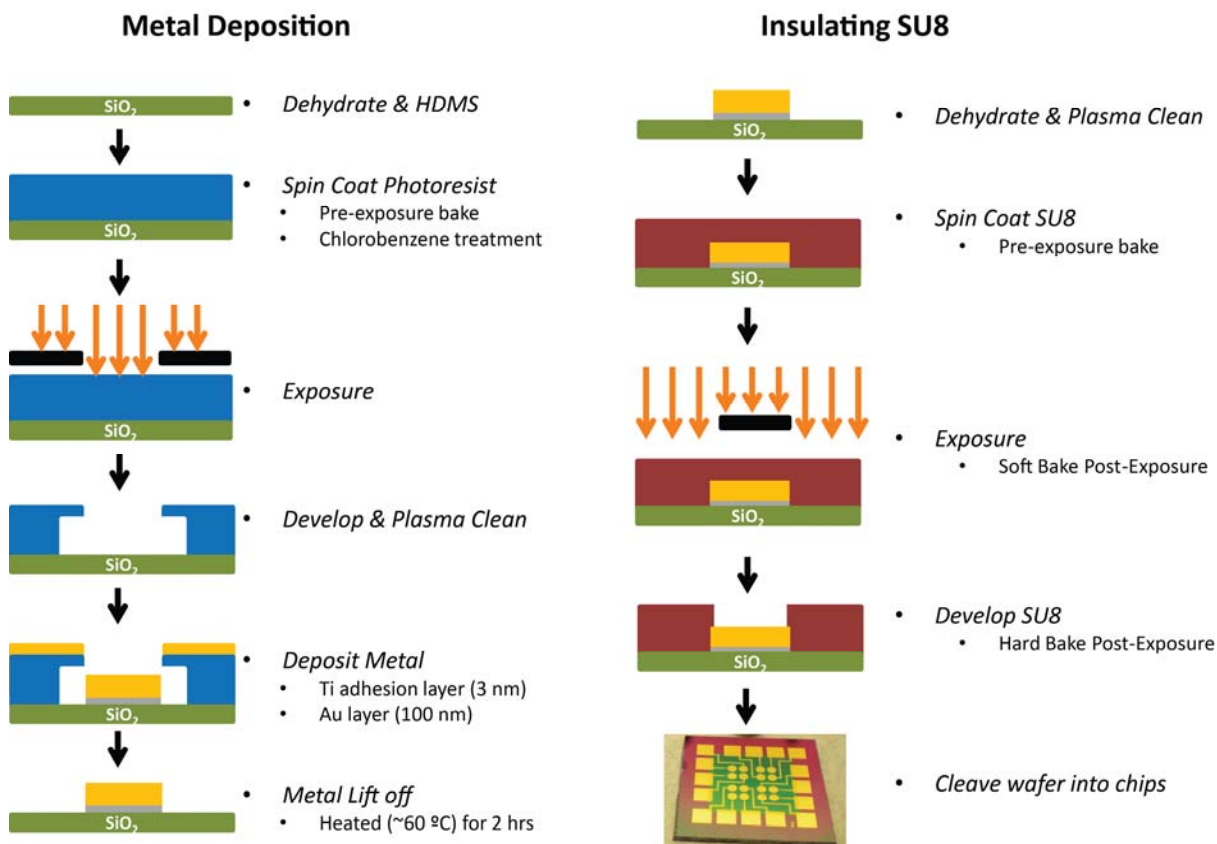 Metal Deposition
SiO2
• Dehydrate & HDMS
• Spin Coat Photoresist
• Pre-exposure bake
• Chlorobenzene treatment
SiO2
• Exposure
SiO2
• Develop & Plasma Clean
SiO2
• Deposit Metal
• Ti adhesion layer (3 nm)
• Au layer (100 nm)
SiO2
• Metal Lift off
• Heated (~60 ºC) for 2 hrs
SiO2
Insulating SU8
• Dehydrate & Plasma Clean
SiO2
• Spin Coat SU8
• Pre-exposure bake
SiO2
• Exposure
• Soft Bake Post-Exposure
SiO2
• Develop SU8
• Hard Bake Post-Exposure
SiO2
• Cleave wafer into chips